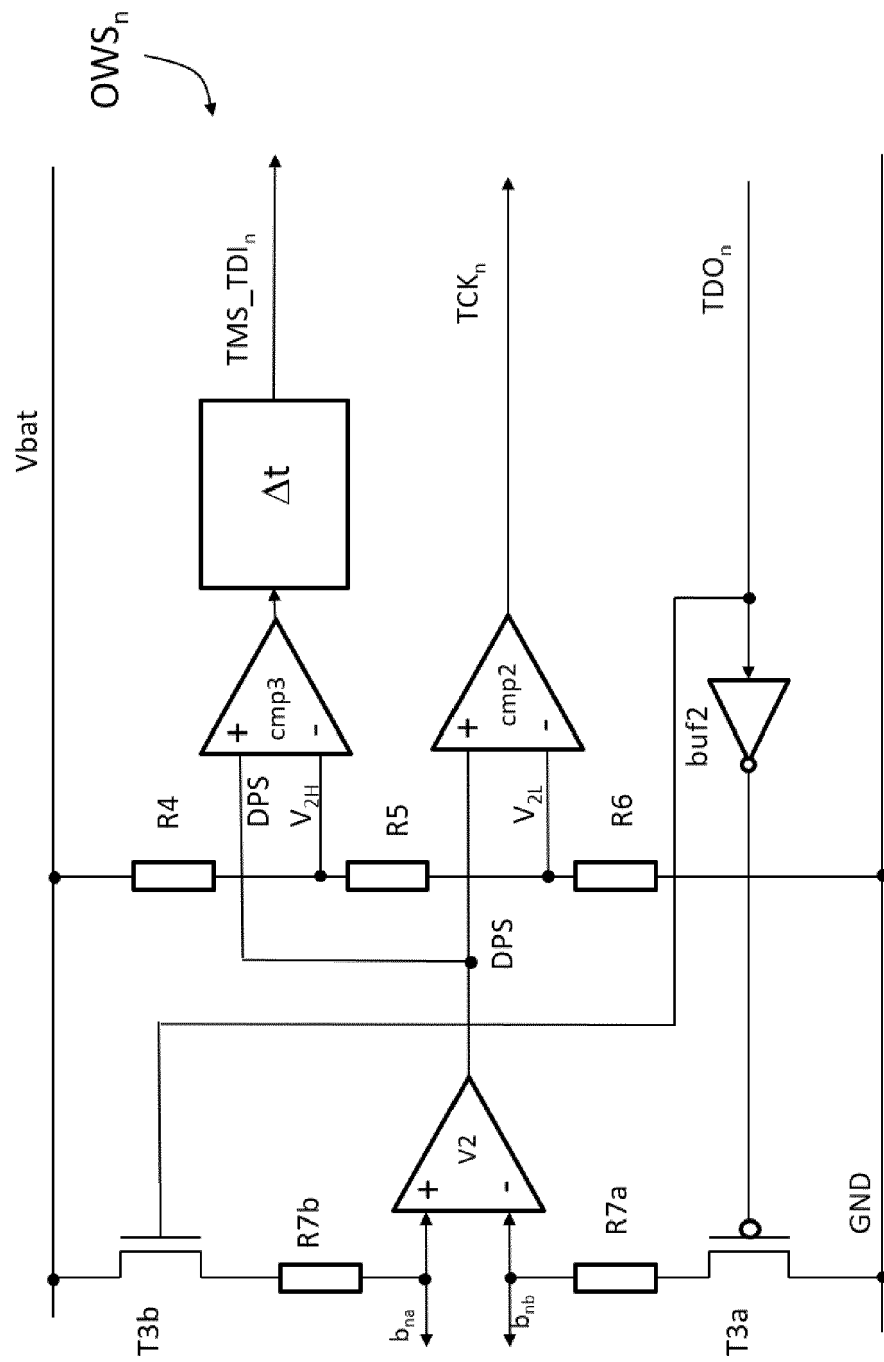 OWSₙ
Vbat
TMS_TDIₙ
Δt
TCKₙ
TDOₙ
+
cmp3
-
+
cmp2
-
buf2
R4
DPS
V₂H
R5
V₂L
R6
DPS
V2
+
-
R7b
R7a
GND
bₙₐ
bₙb
T3b
T3a